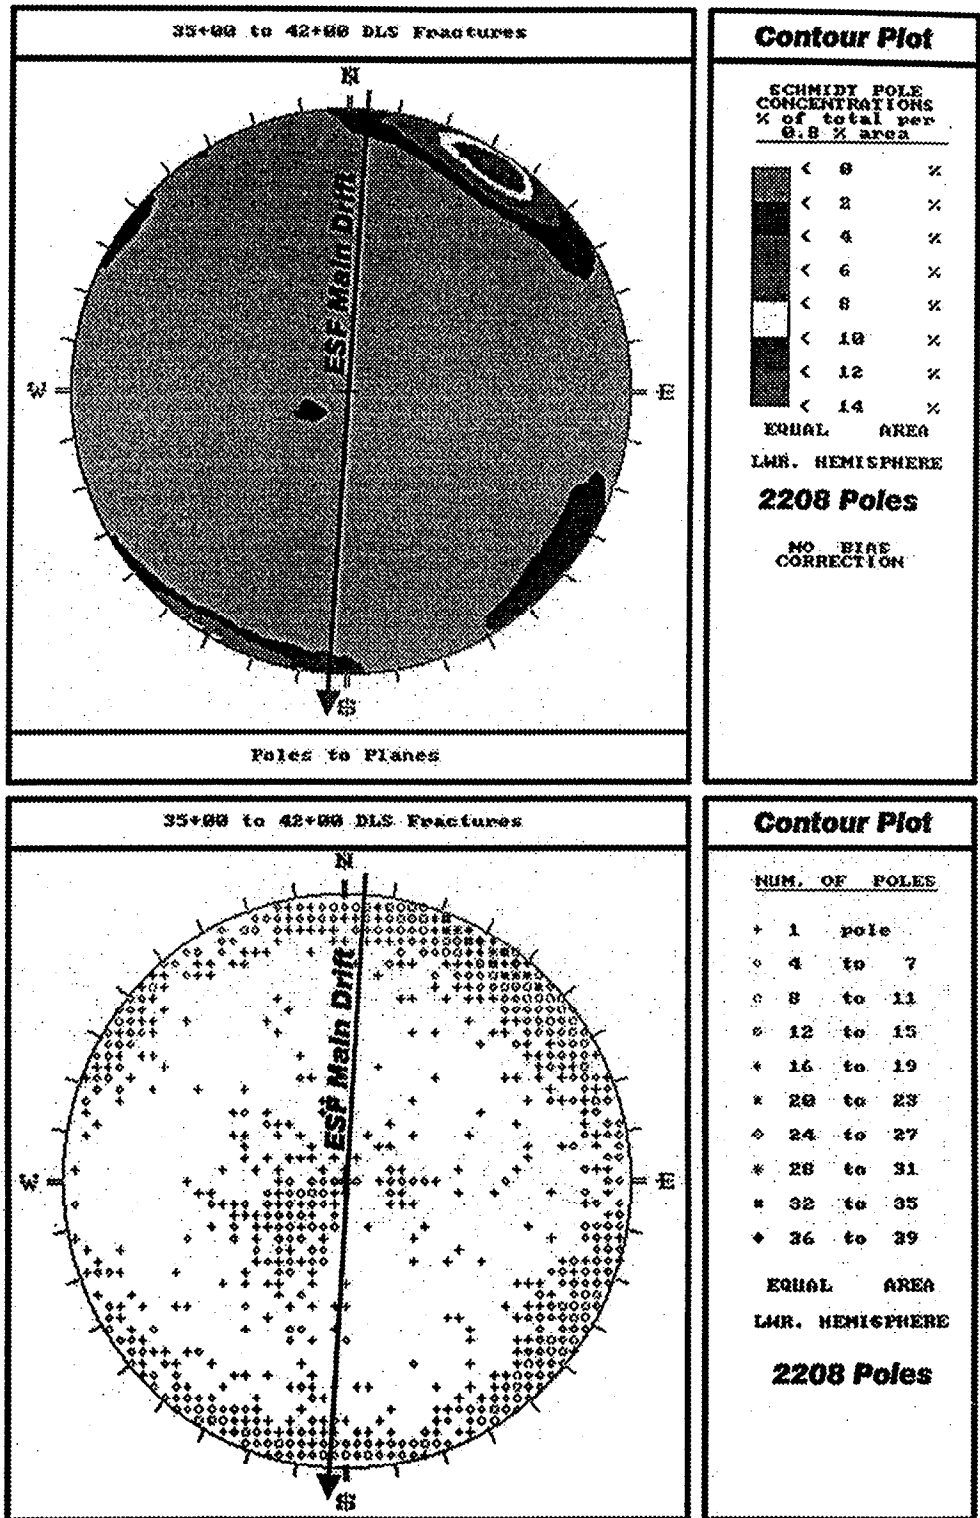 35+00 to 42+00 DLS Fractures
N
ESF Main Drift
W
E
S
Poles to Planes
Contour Plot
SCHMIDT POLE
CONCENTRATIONS
% of total per
0.8 % area
< 0 %
< 2 %
< 4 %
< 6 %
< 8 %
< 10 %
< 12 %
< 14 %
EQUAL AREA
LWR. HEMISPHERE
2208 Poles
NO BIAS
CORRECTION
35+00 to 42+00 DLS Fractures
N
ESF Main Drift
W
E
S
Contour Plot
NUM. OF POLES
1 pole
4 to 7
8 to 11
12 to 15
16 to 19
20 to 23
24 to 27
28 to 31
32 to 35
36 to 39
EQUAL AREA
LWR. HEMISPHERE
2208 Poles